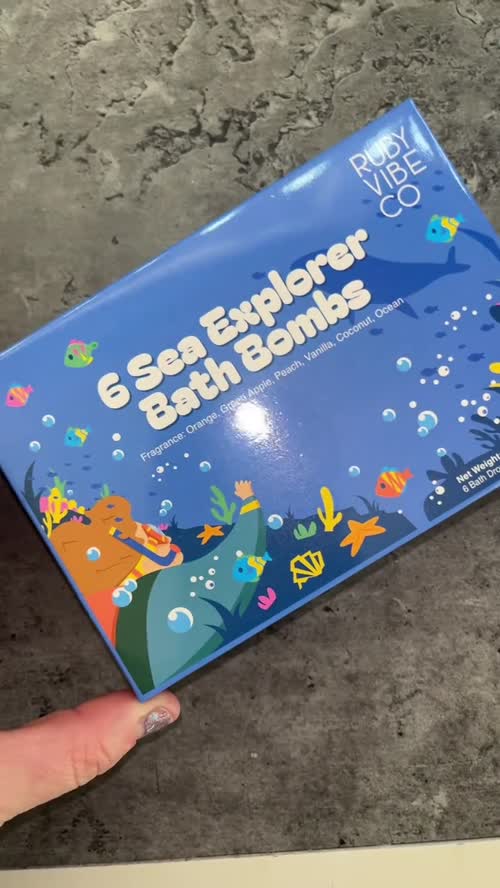 RUBY
VIBE
CO
6 Sea Explorer
Bath Bombs
Fragrance: Orange, Green Apple, Peach, Vanilla, Coconut, Ocean
Net Weight
6 Bath